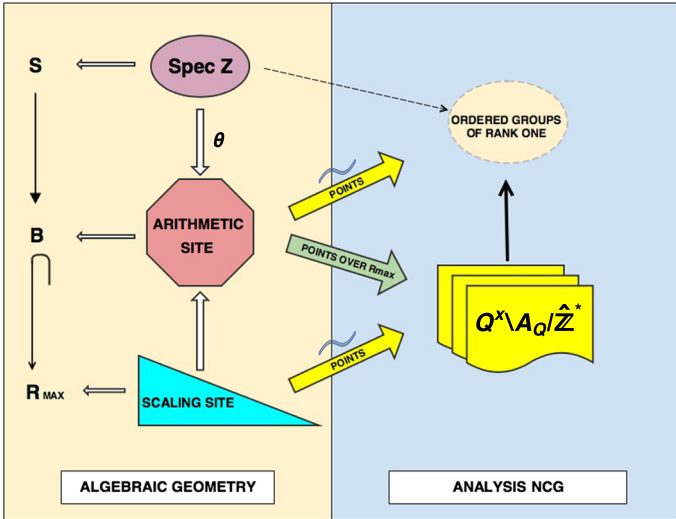 S
Spec Z
ORDERED GROUPS
OF RANK ONE
θ
POINTS
ARITHMETIC
SITE
B
POINTS OVER Rmax
Qˣ\A_Q/Ẑ*
POINTS
R MAX
SCALING SITE
ALGEBRAIC GEOMETRY
ANALYSIS NCG